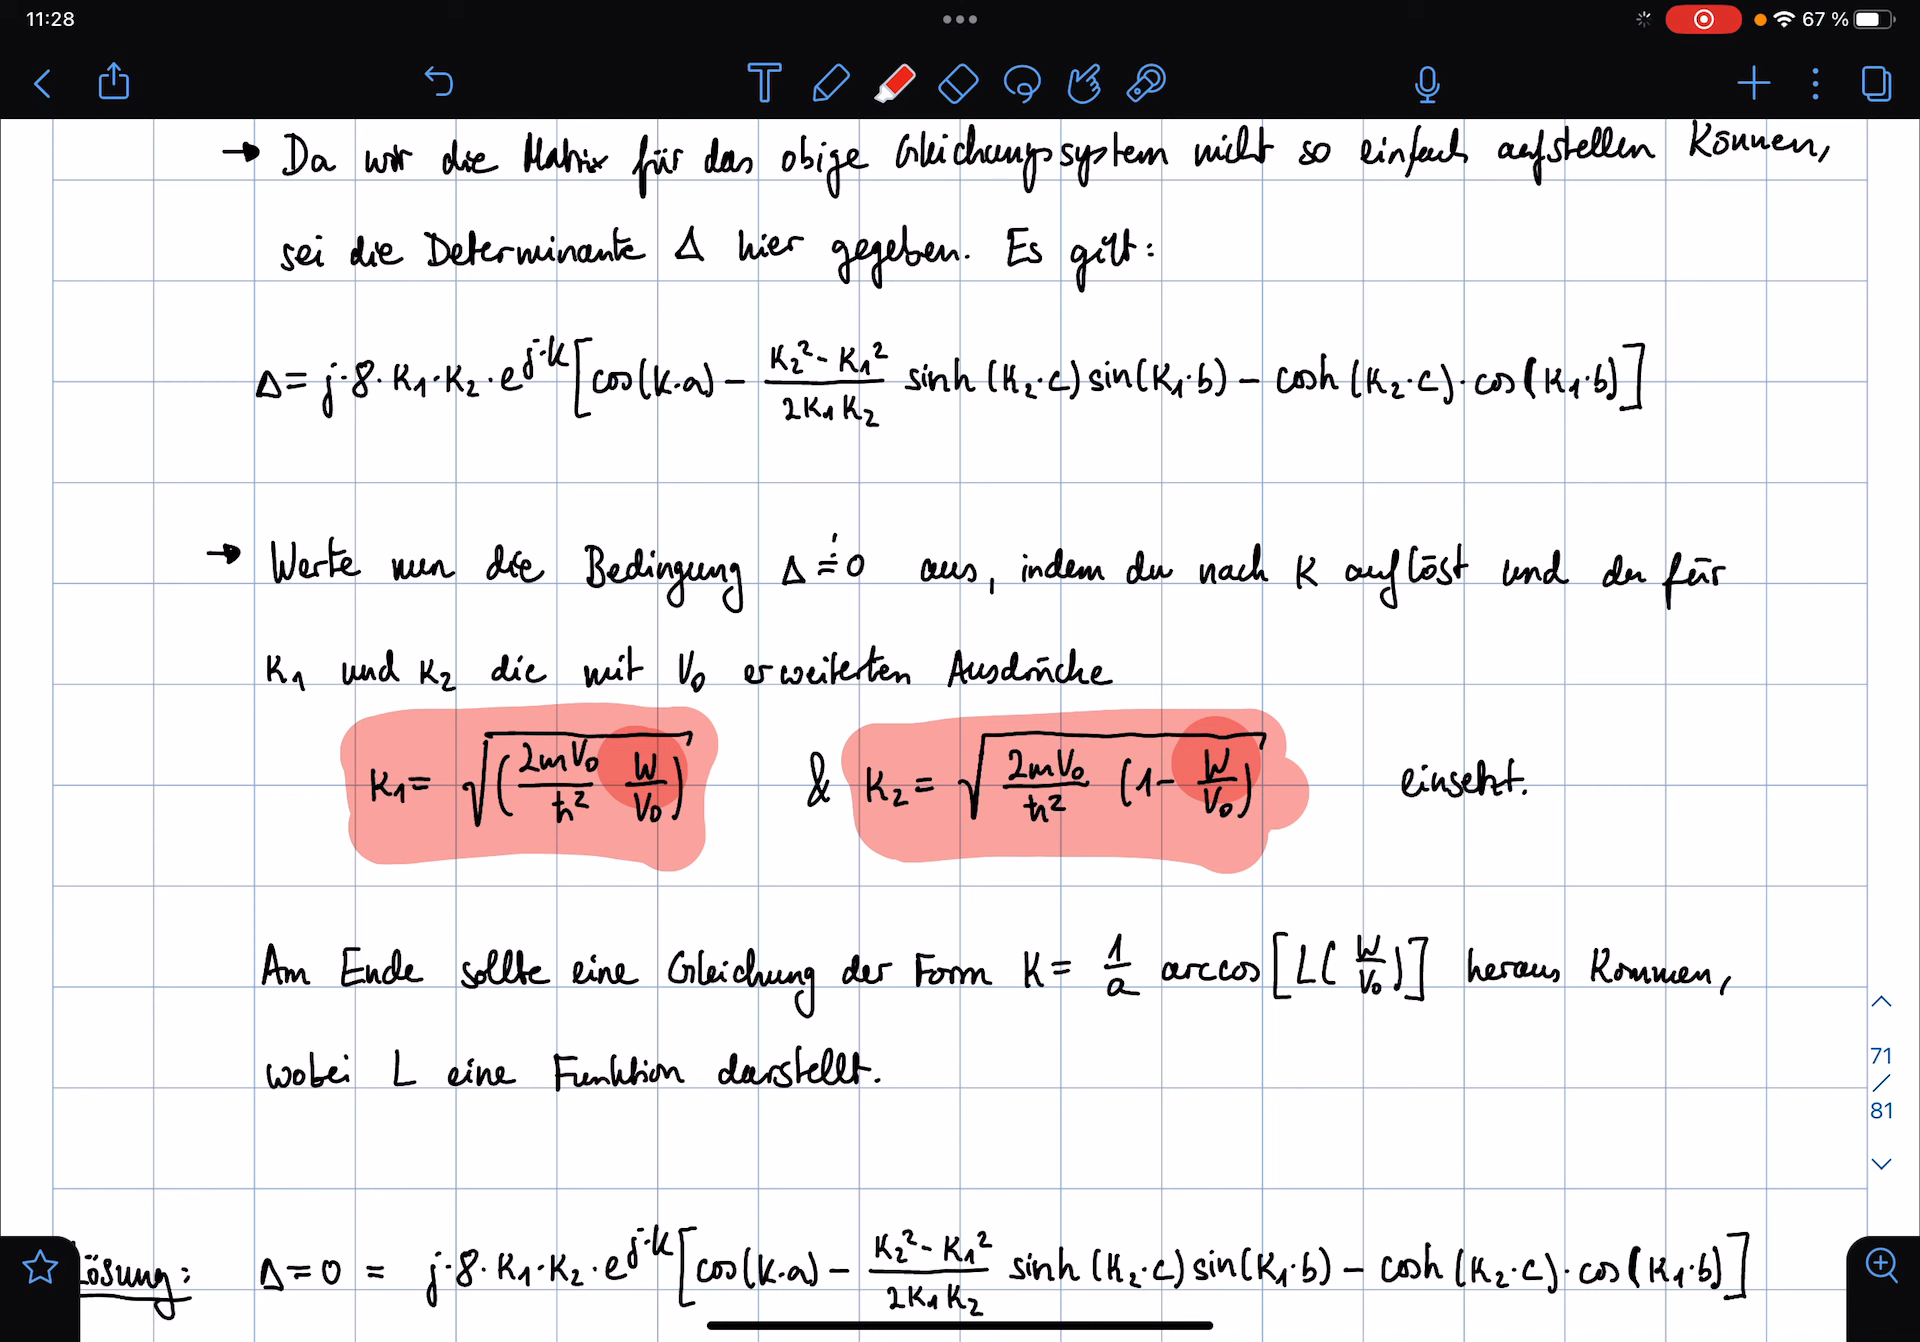 11:28
67 %
→ Da wir die Matrix für das obige Gleichungssystem nicht so einfach aufstellen können,
sei die Determinante Δ hier gegeben. Es gilt:
Δ = j·8·K₁·K₂·e^{j·k} [cos(k·a) − (K₂² − K₁²)/(2K₁K₂) sinh(K₂·c) sin(K₁·b) − cosh(K₂·c)·cos(K₁·b)]
→ Werte nun die Bedingung Δ ≟ 0 aus, indem du nach K auflöst und du für
K₁ und K₂ die mit V₀ erweiterten Ausdrücke
K₁ = √((2mV₀/ħ²) (W/V₀)) & K₂ = √((2mV₀/ħ²) (1 − W/V₀)) einsetzt.
Am Ende sollte eine Gleichung der Form K = 1/a arccos[L(W/V₀)] heraus kommen,
wobei L eine Funktion darstellt.
71
/
81
Lösung: Δ = 0 = j·8·K₁·K₂·e^{j·k} [cos(k·a) − (K₂² − K₁²)/(2K₁K₂) sinh(K₂·c) sin(K₁·b) − cosh(K₂·c)·cos(K₁·b)]